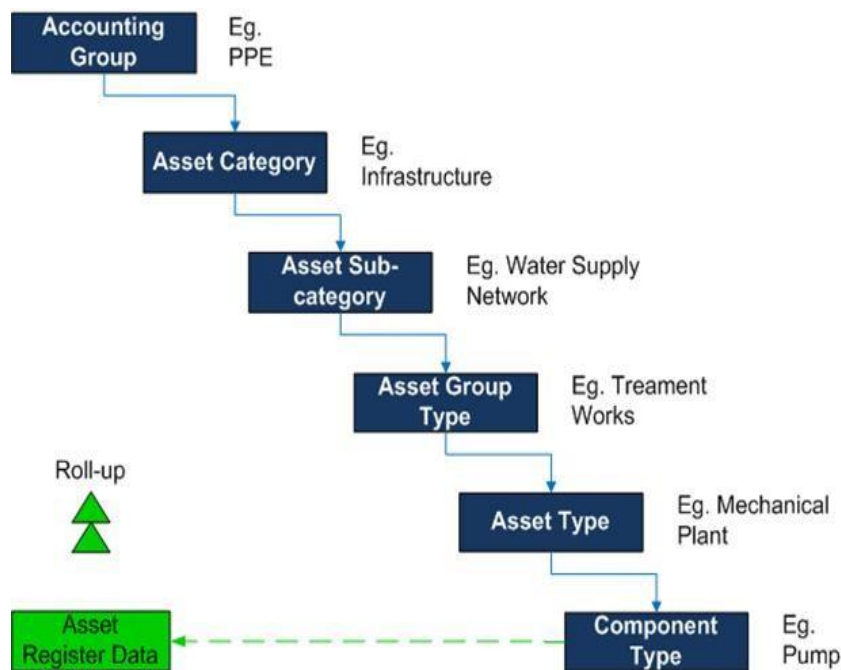 Accounting
Group
Eg.
PPE
Asset Category
Eg.
Infrastructure
Asset Sub-
category
Eg. Water Supply
Network
Asset Group
Type
Eg. Treament
Works
Roll-up
Asset Type
Eg. Mechanical
Plant
Asset
Register Data
Component
Type
Eg.
Pump